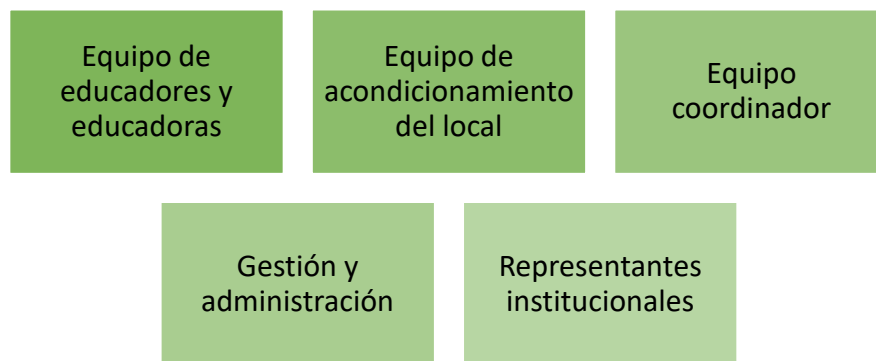 Equipo de
educadores y
educadoras
Equipo de
acondicionamiento
del local
Equipo
coordinador
Gestión y
administración
Representantes
institucionales